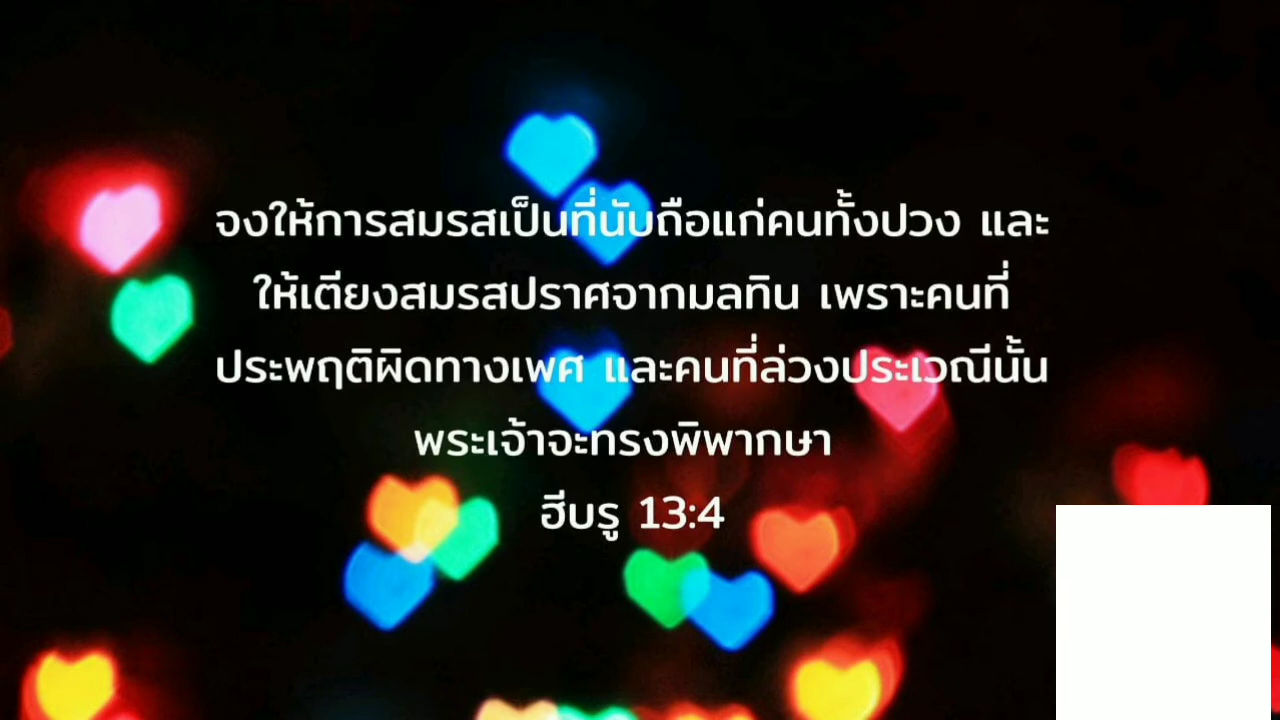 จงให้การสมรสเป็นที่นับถือแก่คนทั้งปวง และ
ให้เตียงสมรสปราศจากมลทิน เพราะคนที่
ประพฤติผิดทางเพศ และคนที่ล่วงประเวณีนั้น
พระเจ้าจะทรงพิพากษา
ฮีบรู 13:4